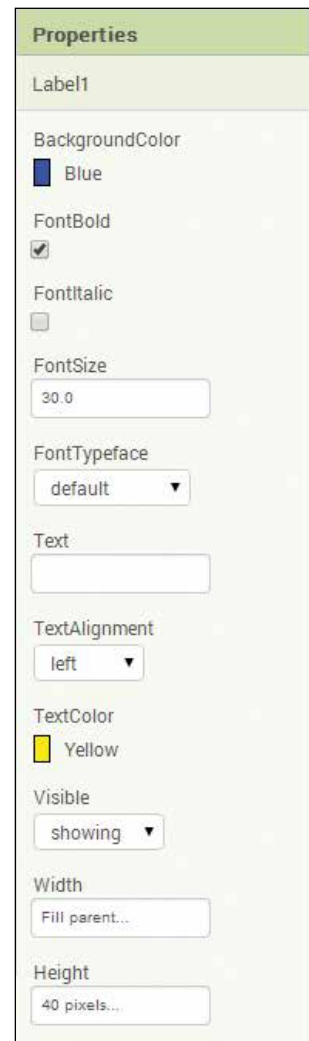 Properties
Label1
BackgroundColor
Blue
FontBold
FontItalic
FontSize
30.0
FontTypeface
default
Text
TextAlignment
left
TextColor
Yellow
Visible
showing
Width
Fill parent...
Height
40 pixels...